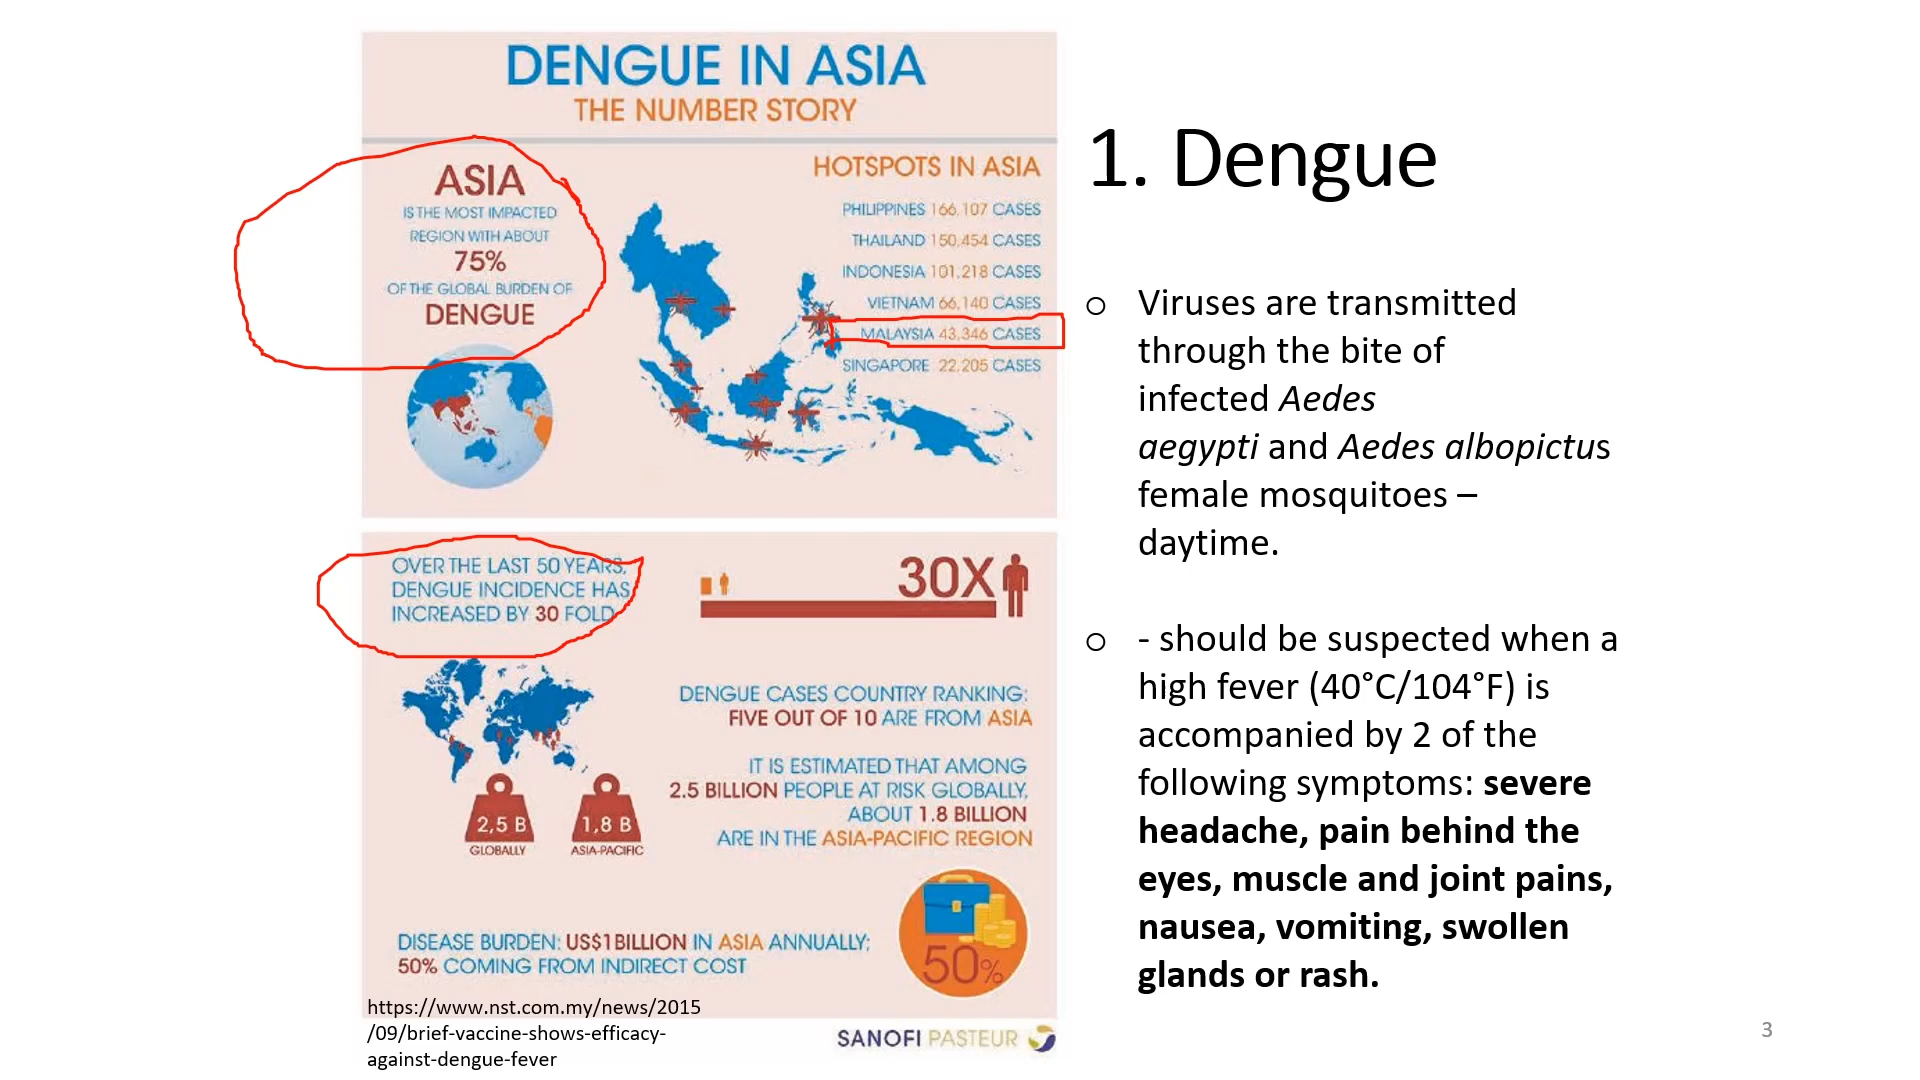 DENGUE IN ASIA
THE NUMBER STORY
ASIA
IS THE MOST IMPACTED
REGION WITH ABOUT
75%
OF THE GLOBAL BURDEN OF
DENGUE
HOTSPOTS IN ASIA
PHILIPPINES 166,107 CASES
THAILAND 150,454 CASES
INDONESIA 101,218 CASES
VIETNAM 66,140 CASES
MALAYSIA 43,346 CASES
SINGAPORE 22,205 CASES
OVER THE LAST 50 YEARS,
DENGUE INCIDENCE HAS
INCREASED BY 30 FOLD
30X
DENGUE CASES COUNTRY RANKING:
FIVE OUT OF 10 ARE FROM ASIA
IT IS ESTIMATED THAT AMONG
2.5 BILLION PEOPLE AT RISK GLOBALLY,
ABOUT 1.8 BILLION
ARE IN THE ASIA-PACIFIC REGION
2,5 B
GLOBALLY
1,8 B
ASIA-PACIFIC
DISEASE BURDEN: US$1BILLION IN ASIA ANNUALLY;
50% COMING FROM INDIRECT COST
50%
https://www.nst.com.my/news/2015
/09/brief-vaccine-shows-efficacy-
against-dengue-fever
SANOFI PASTEUR
1. Dengue
o Viruses are transmitted
through the bite of
infected Aedes
aegypti and Aedes albopictus
female mosquitoes –
daytime.
o - should be suspected when a
high fever (40°C/104°F) is
accompanied by 2 of the
following symptoms: severe
headache, pain behind the
eyes, muscle and joint pains,
nausea, vomiting, swollen
glands or rash.
3